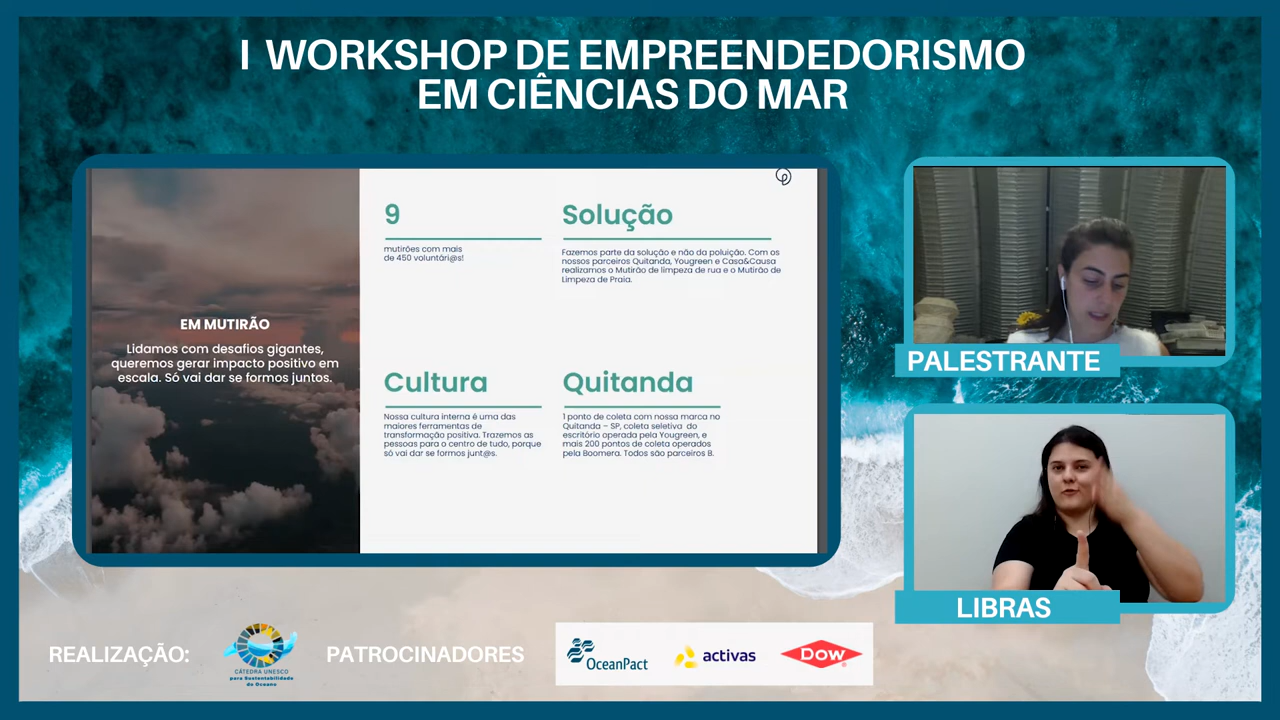 I WORKSHOP DE EMPREENDEDORISMO
EM CIÊNCIAS DO MAR
EM MUTIRÃO
Lidamos com desafios gigantes,
queremos gerar impacto positivo em
escala. Só vai dar se formos juntos.
9
mutirões com mais
de 450 voluntári@s!
Solução
Fazemos parte da solução e não da poluição. Com os
nossos parceiros Quitanda, Yougreen e Casa&Causa
realizamos o Mutirão de limpeza de rua e o Mutirão de
Limpeza de Praia.
Cultura
Nossa cultura interna é uma das
maiores ferramentas de
transformação positiva. Trazemos as
pessoas para o centro de tudo, porque
só vai dar se formos junt@s.
Quitanda
1 ponto de coleta com nossa marca no
Quitanda – SP, coleta seletiva do
escritório operada pela Yougreen, e
mais 200 pontos de coleta operados
pela Boomera. Todos são parceiros B.
PALESTRANTE
LIBRAS
REALIZAÇÃO:
CÁTEDRA UNESCO
para Sustentabilidade
do Oceano
PATROCINADORES
OceanPact
activas
Dow